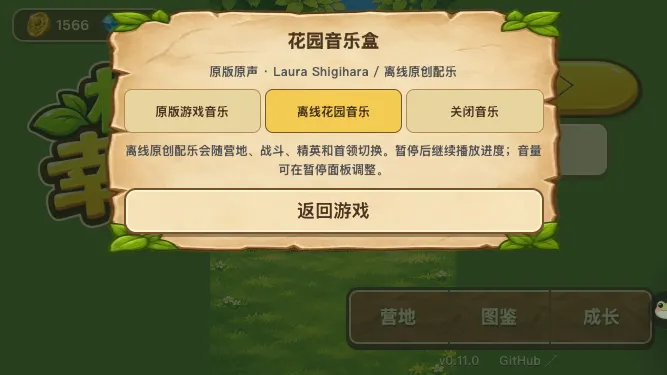 1566
花园音乐盒
原版原声 · Laura Shigihara / 离线原创配乐
原版游戏音乐
离线花园音乐
关闭音乐
离线原创配乐会随营地、战斗、精英和首领切换。暂停后继续播放进度；音量
可在暂停面板调整。
返回游戏
营地
图鉴
成长
v0.11.0
GitHub ／